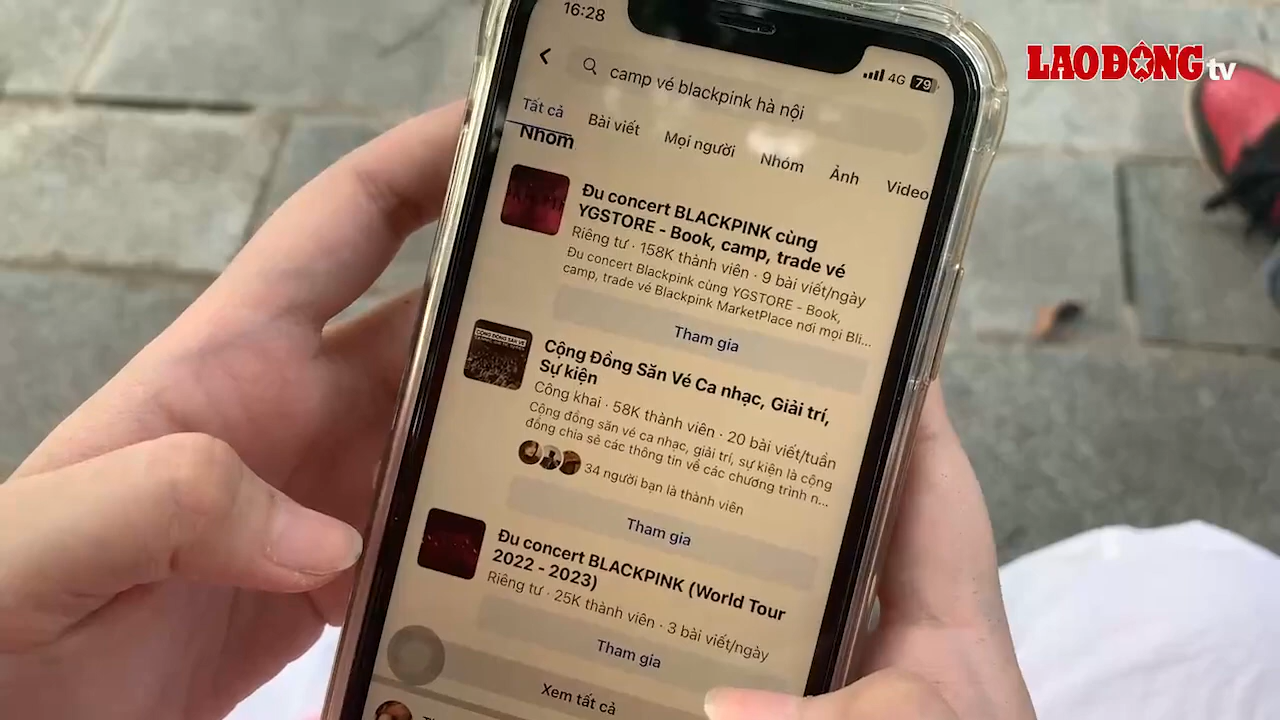 16:28
4G 79
LAO ĐỘNG tv
camp vé blackpink hà nội
Tất cả Bài viết Mọi người Nhóm Ảnh Video
Nhóm
Đu concert BLACKPINK cùng
YGSTORE - Book, camp, trade vé
Riêng tư · 158K thành viên · 9 bài viết/ngày
Đu concert Blackpink cùng YGSTORE - Book,
camp, trade vé Blackpink MarketPlace nơi mọi Bli...
Tham gia
CỘNG ĐỒNG SĂN VÉ
Cộng Đồng Săn Vé Ca nhạc, Giải trí,
Sự kiện
Công khai · 58K thành viên · 20 bài viết/tuần
Cộng đồng săn vé ca nhạc, giải trí, sự kiện là cộng
đồng chia sẻ các thông tin về các chương trình n...
34 người bạn là thành viên
Tham gia
Đu concert BLACKPINK (World Tour
2022 - 2023)
Riêng tư · 25K thành viên · 3 bài viết/ngày
Tham gia
Xem tất cả